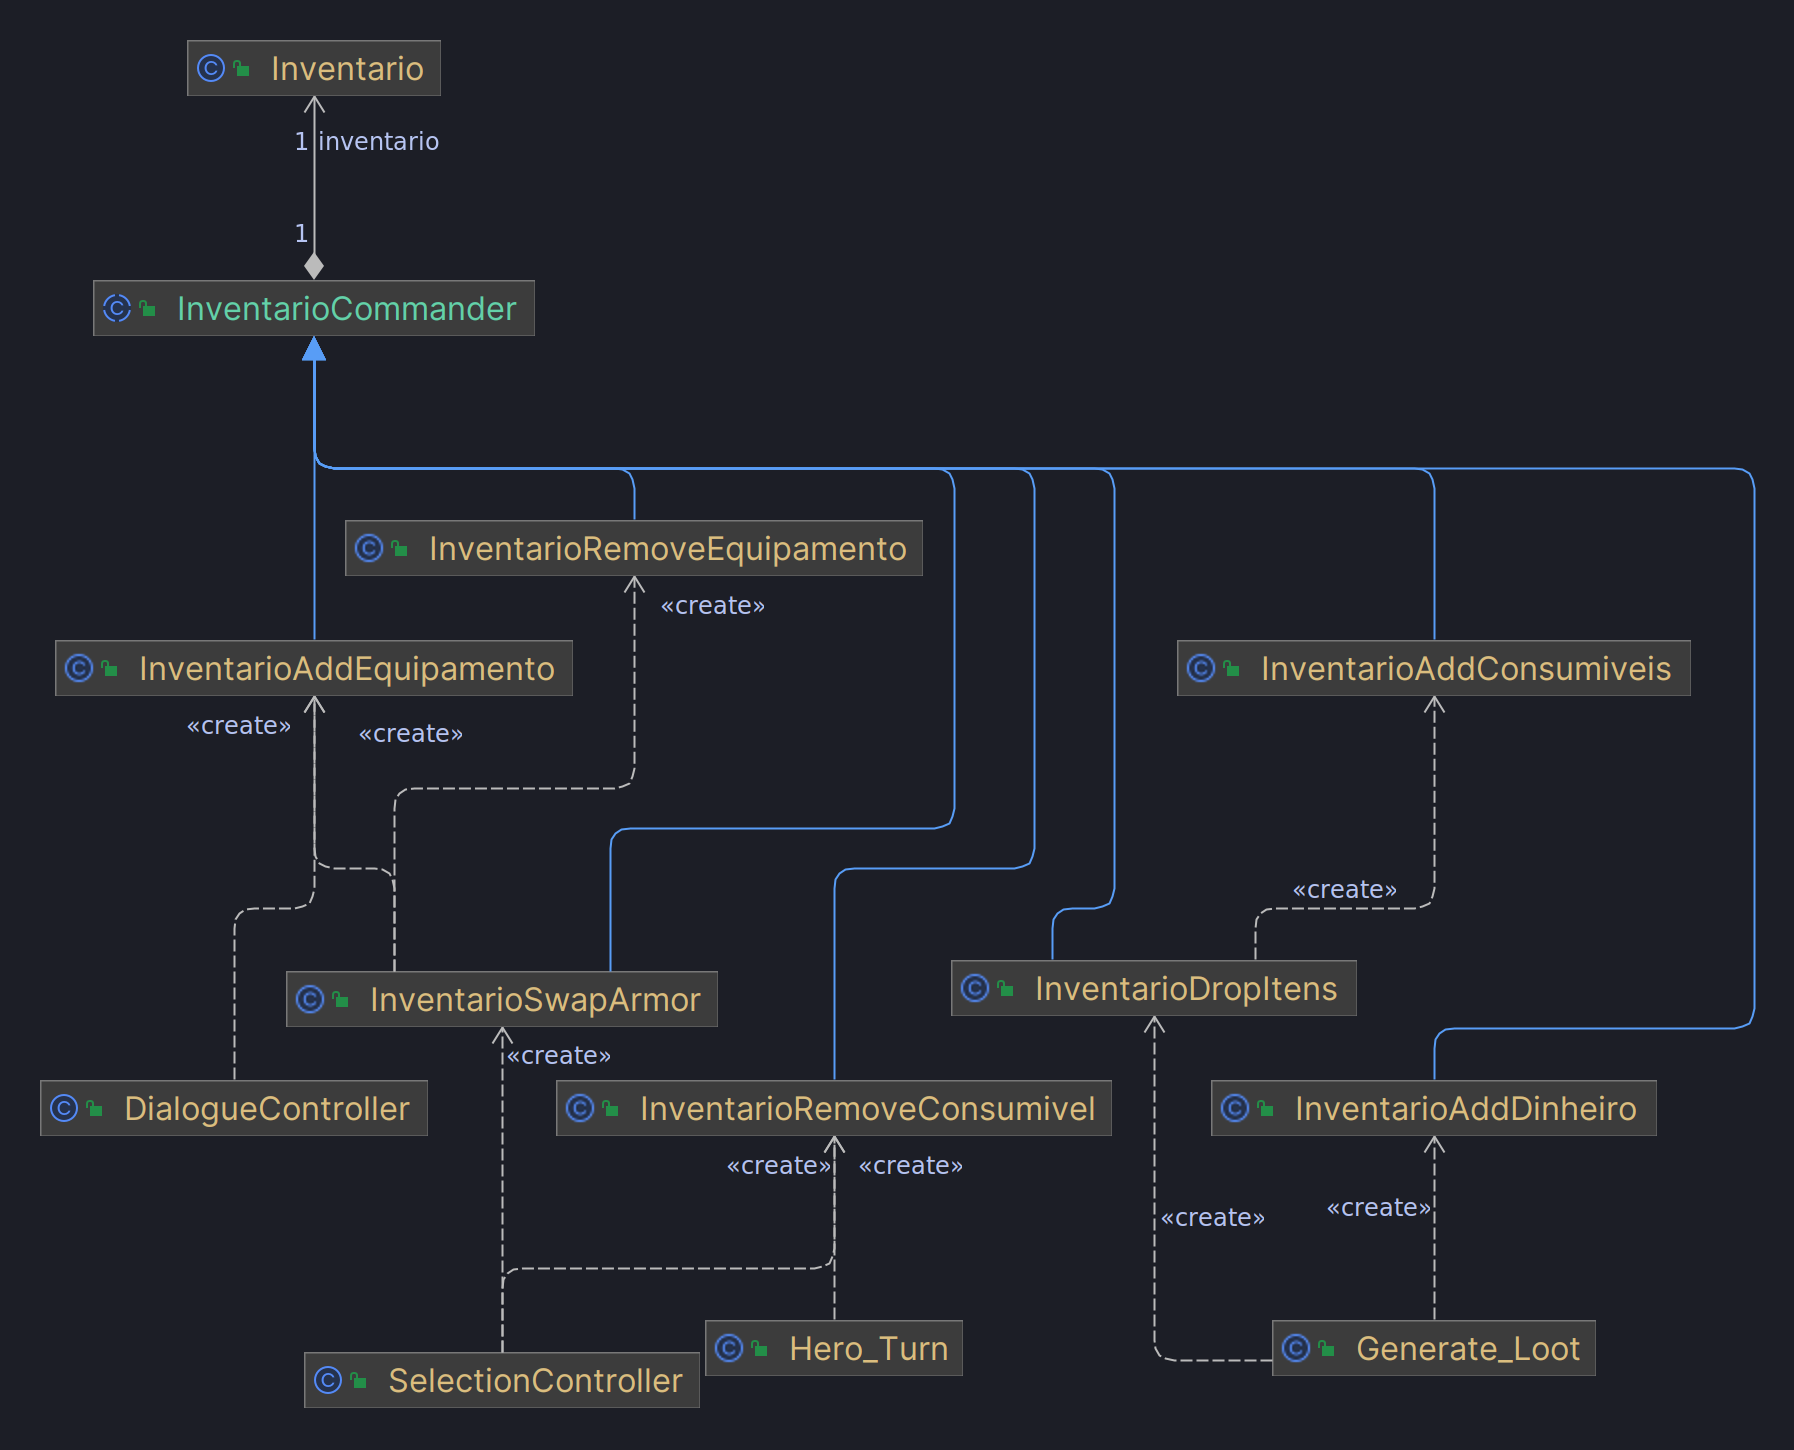 Inventario
1 inventario
1
InventarioCommander
InventarioRemoveEquipamento
«create»
InventarioAddEquipamento
InventarioAddConsumiveis
«create»
«create»
«create»
InventarioSwapArmor
InventarioDropItens
«create»
DialogueController
InventarioRemoveConsumivel
InventarioAddDinheiro
«create»
«create»
«create»
«create»
Hero_Turn
Generate_Loot
SelectionController